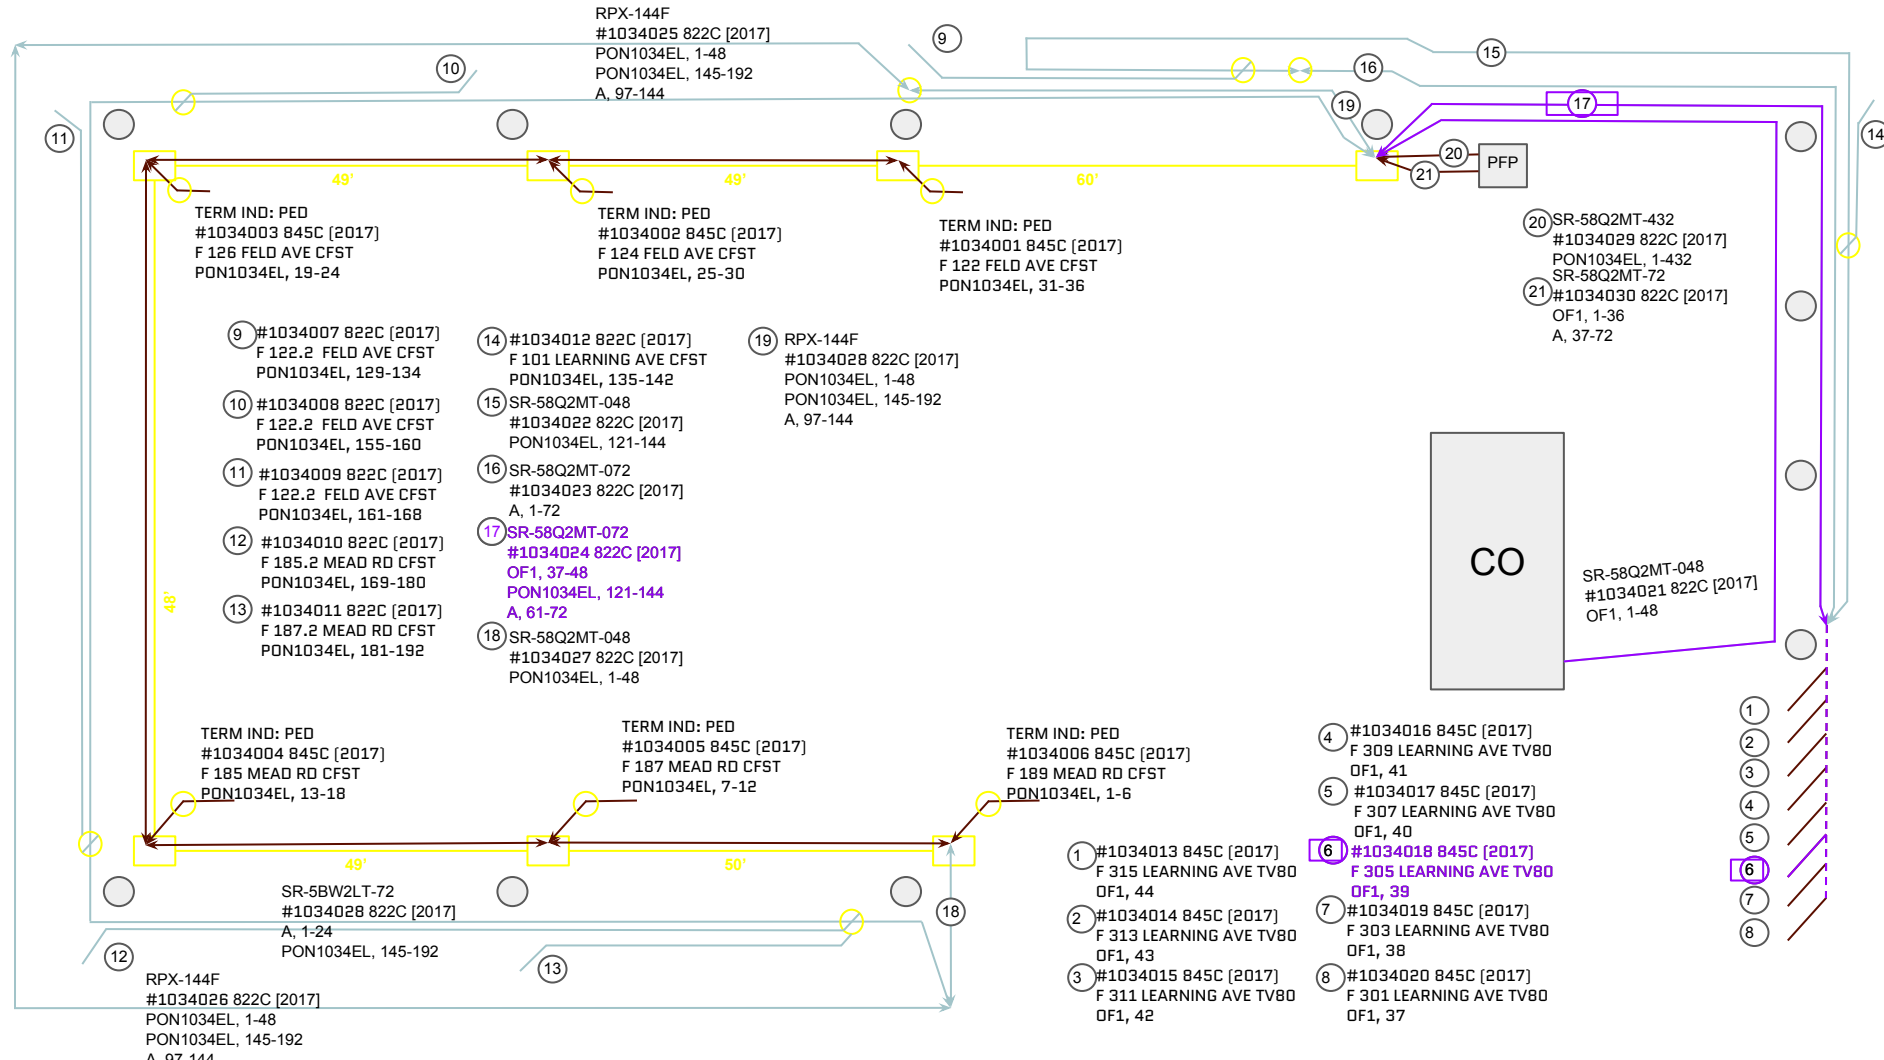 RPX-144F
#1034025 822C [2017]
PON1034EL, 1-48
PON1034EL, 145-192
A, 97-144
9
10
11
15
16
17
19
14
20
21
PFP
49'
49'
60'
TERM IND: PED
#1034003 845C [2017]
F 126 FELD AVE CFST
PON1034EL, 19-24
TERM IND: PED
#1034002 845C [2017]
F 124 FELD AVE CFST
PON1034EL, 25-30
TERM IND: PED
#1034001 845C [2017]
F 122 FELD AVE CFST
PON1034EL, 31-36
20 SR-58Q2MT-432
#1034029 822C [2017]
PON1034EL, 1-432
21 SR-58Q2MT-72
#1034030 822C [2017]
OF1, 1-36
A, 37-72
9 #1034007 822C [2017]
F 122.2 FELD AVE CFST
PON1034EL, 129-134
10 #1034008 822C [2017]
F 122.2 FELD AVE CFST
PON1034EL, 155-160
11 #1034009 822C [2017]
F 122.2 FELD AVE CFST
PON1034EL, 161-168
12 #1034010 822C [2017]
F 185.2 MEAD RD CFST
PON1034EL, 169-180
13 #1034011 822C [2017]
F 187.2 MEAD RD CFST
PON1034EL, 181-192
14 #1034012 822C [2017]
F 101 LEARNING AVE CFST
PON1034EL, 135-142
15 SR-58Q2MT-048
#1034022 822C [2017]
PON1034EL, 121-144
16 SR-58Q2MT-072
#1034023 822C [2017]
A, 1-72
17 SR-58Q2MT-072
#1034024 822C [2017]
OF1, 37-48
PON1034EL, 121-144
A, 61-72
18 SR-58Q2MT-048
#1034027 822C [2017]
PON1034EL, 1-48
19 RPX-144F
#1034028 822C [2017]
PON1034EL, 1-48
PON1034EL, 145-192
A, 97-144
48'
CO
SR-58Q2MT-048
#1034021 822C [2017]
OF1, 1-48
TERM IND: PED
#1034004 845C [2017]
F 185 MEAD RD CFST
PON1034EL, 13-18
TERM IND: PED
#1034005 845C [2017]
F 187 MEAD RD CFST
PON1034EL, 7-12
TERM IND: PED
#1034006 845C [2017]
F 189 MEAD RD CFST
PON1034EL, 1-6
49'
50'
SR-5BW2LT-72
#1034028 822C [2017]
A, 1-24
PON1034EL, 145-192
12
13
18
RPX-144F
#1034026 822C [2017]
PON1034EL, 1-48
PON1034EL, 145-192
A, 97-144
1 #1034013 845C [2017]
F 315 LEARNING AVE TV80
OF1, 44
2 #1034014 845C [2017]
F 313 LEARNING AVE TV80
OF1, 43
3 #1034015 845C [2017]
F 311 LEARNING AVE TV80
OF1, 42
4 #1034016 845C [2017]
F 309 LEARNING AVE TV80
OF1, 41
5 #1034017 845C [2017]
F 307 LEARNING AVE TV80
OF1, 40
6 #1034018 845C [2017]
F 305 LEARNING AVE TV80
OF1, 39
7 #1034019 845C [2017]
F 303 LEARNING AVE TV80
OF1, 38
8 #1034020 845C [2017]
F 301 LEARNING AVE TV80
OF1, 37
1
2
3
4
5
6
7
8